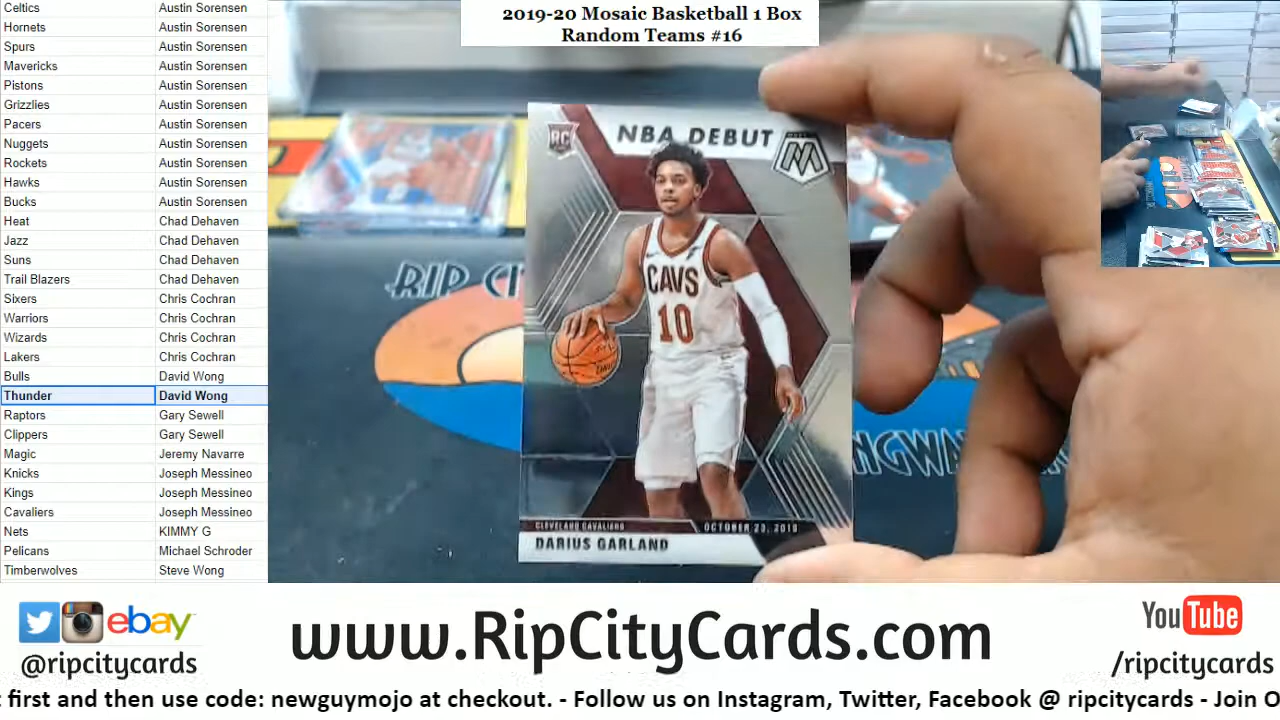 2019-20 Mosaic Basketball 1 Box
Random Teams #16
Celtics Austin Sorensen
Hornets Austin Sorensen
Spurs Austin Sorensen
Mavericks Austin Sorensen
Pistons Austin Sorensen
Grizzlies Austin Sorensen
Pacers Austin Sorensen
Nuggets Austin Sorensen
Rockets Austin Sorensen
Hawks Austin Sorensen
Bucks Austin Sorensen
Heat Chad Dehaven
Jazz Chad Dehaven
Suns Chad Dehaven
Trail Blazers Chad Dehaven
Sixers Chris Cochran
Warriors Chris Cochran
Wizards Chris Cochran
Lakers Chris Cochran
Bulls David Wong
Thunder David Wong
Raptors Gary Sewell
Clippers Gary Sewell
Magic Jeremy Navarre
Knicks Joseph Messineo
Kings Joseph Messineo
Cavaliers Joseph Messineo
Nets KIMMY G
Pelicans Michael Schroder
Timberwolves Steve Wong
RC
NBA DEBUT
M
CAVS
10
CLEVELAND CAVALIERS OCTOBER 23, 2019
DARIUS GARLAND
RIP CI
NGWA
ebay
@ripcitycards
www.RipCityCards.com
YouTube
/ripcitycards
first and then use code: newguymojo at checkout. - Follow us on Instagram, Twitter, Facebook @ ripcitycards - Join O